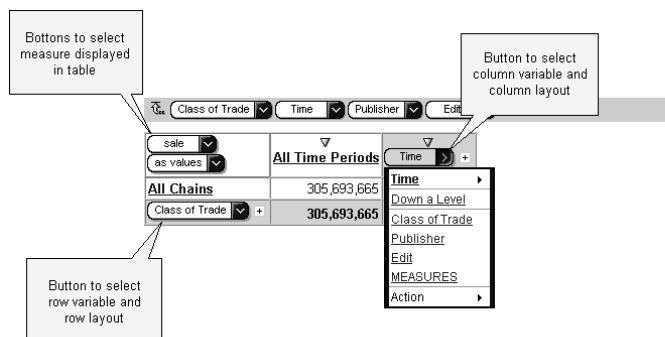 Bottons to select
measure displayed
in table
Button to select
column variable and
column layout
Class of Trade
Time
Publisher
Edit
sale
as values
All Time Periods
Time
All Chains
305,693,665
Class of Trade
305,693,665
Time
Down a Level
Class of Trade
Publisher
Edit
MEASURES
Action
Button to select
row variable and
row layout